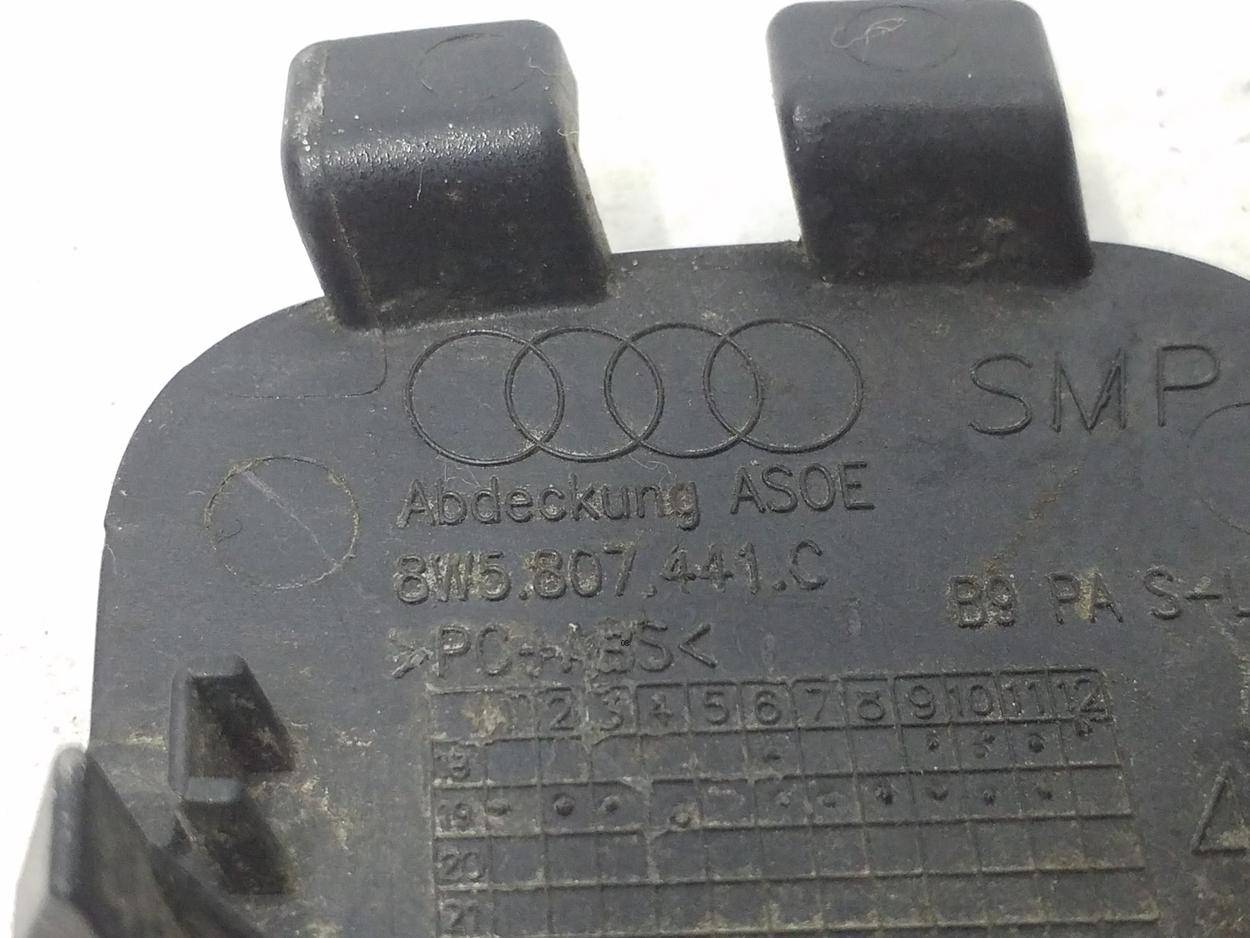 SMP
Abdeckung ASOE
8W5.807.441.C
B9 PA S-L
>PC+ABS<
1 2 3 4 5 6 7 8 9 10 11 12
18
19
20
21